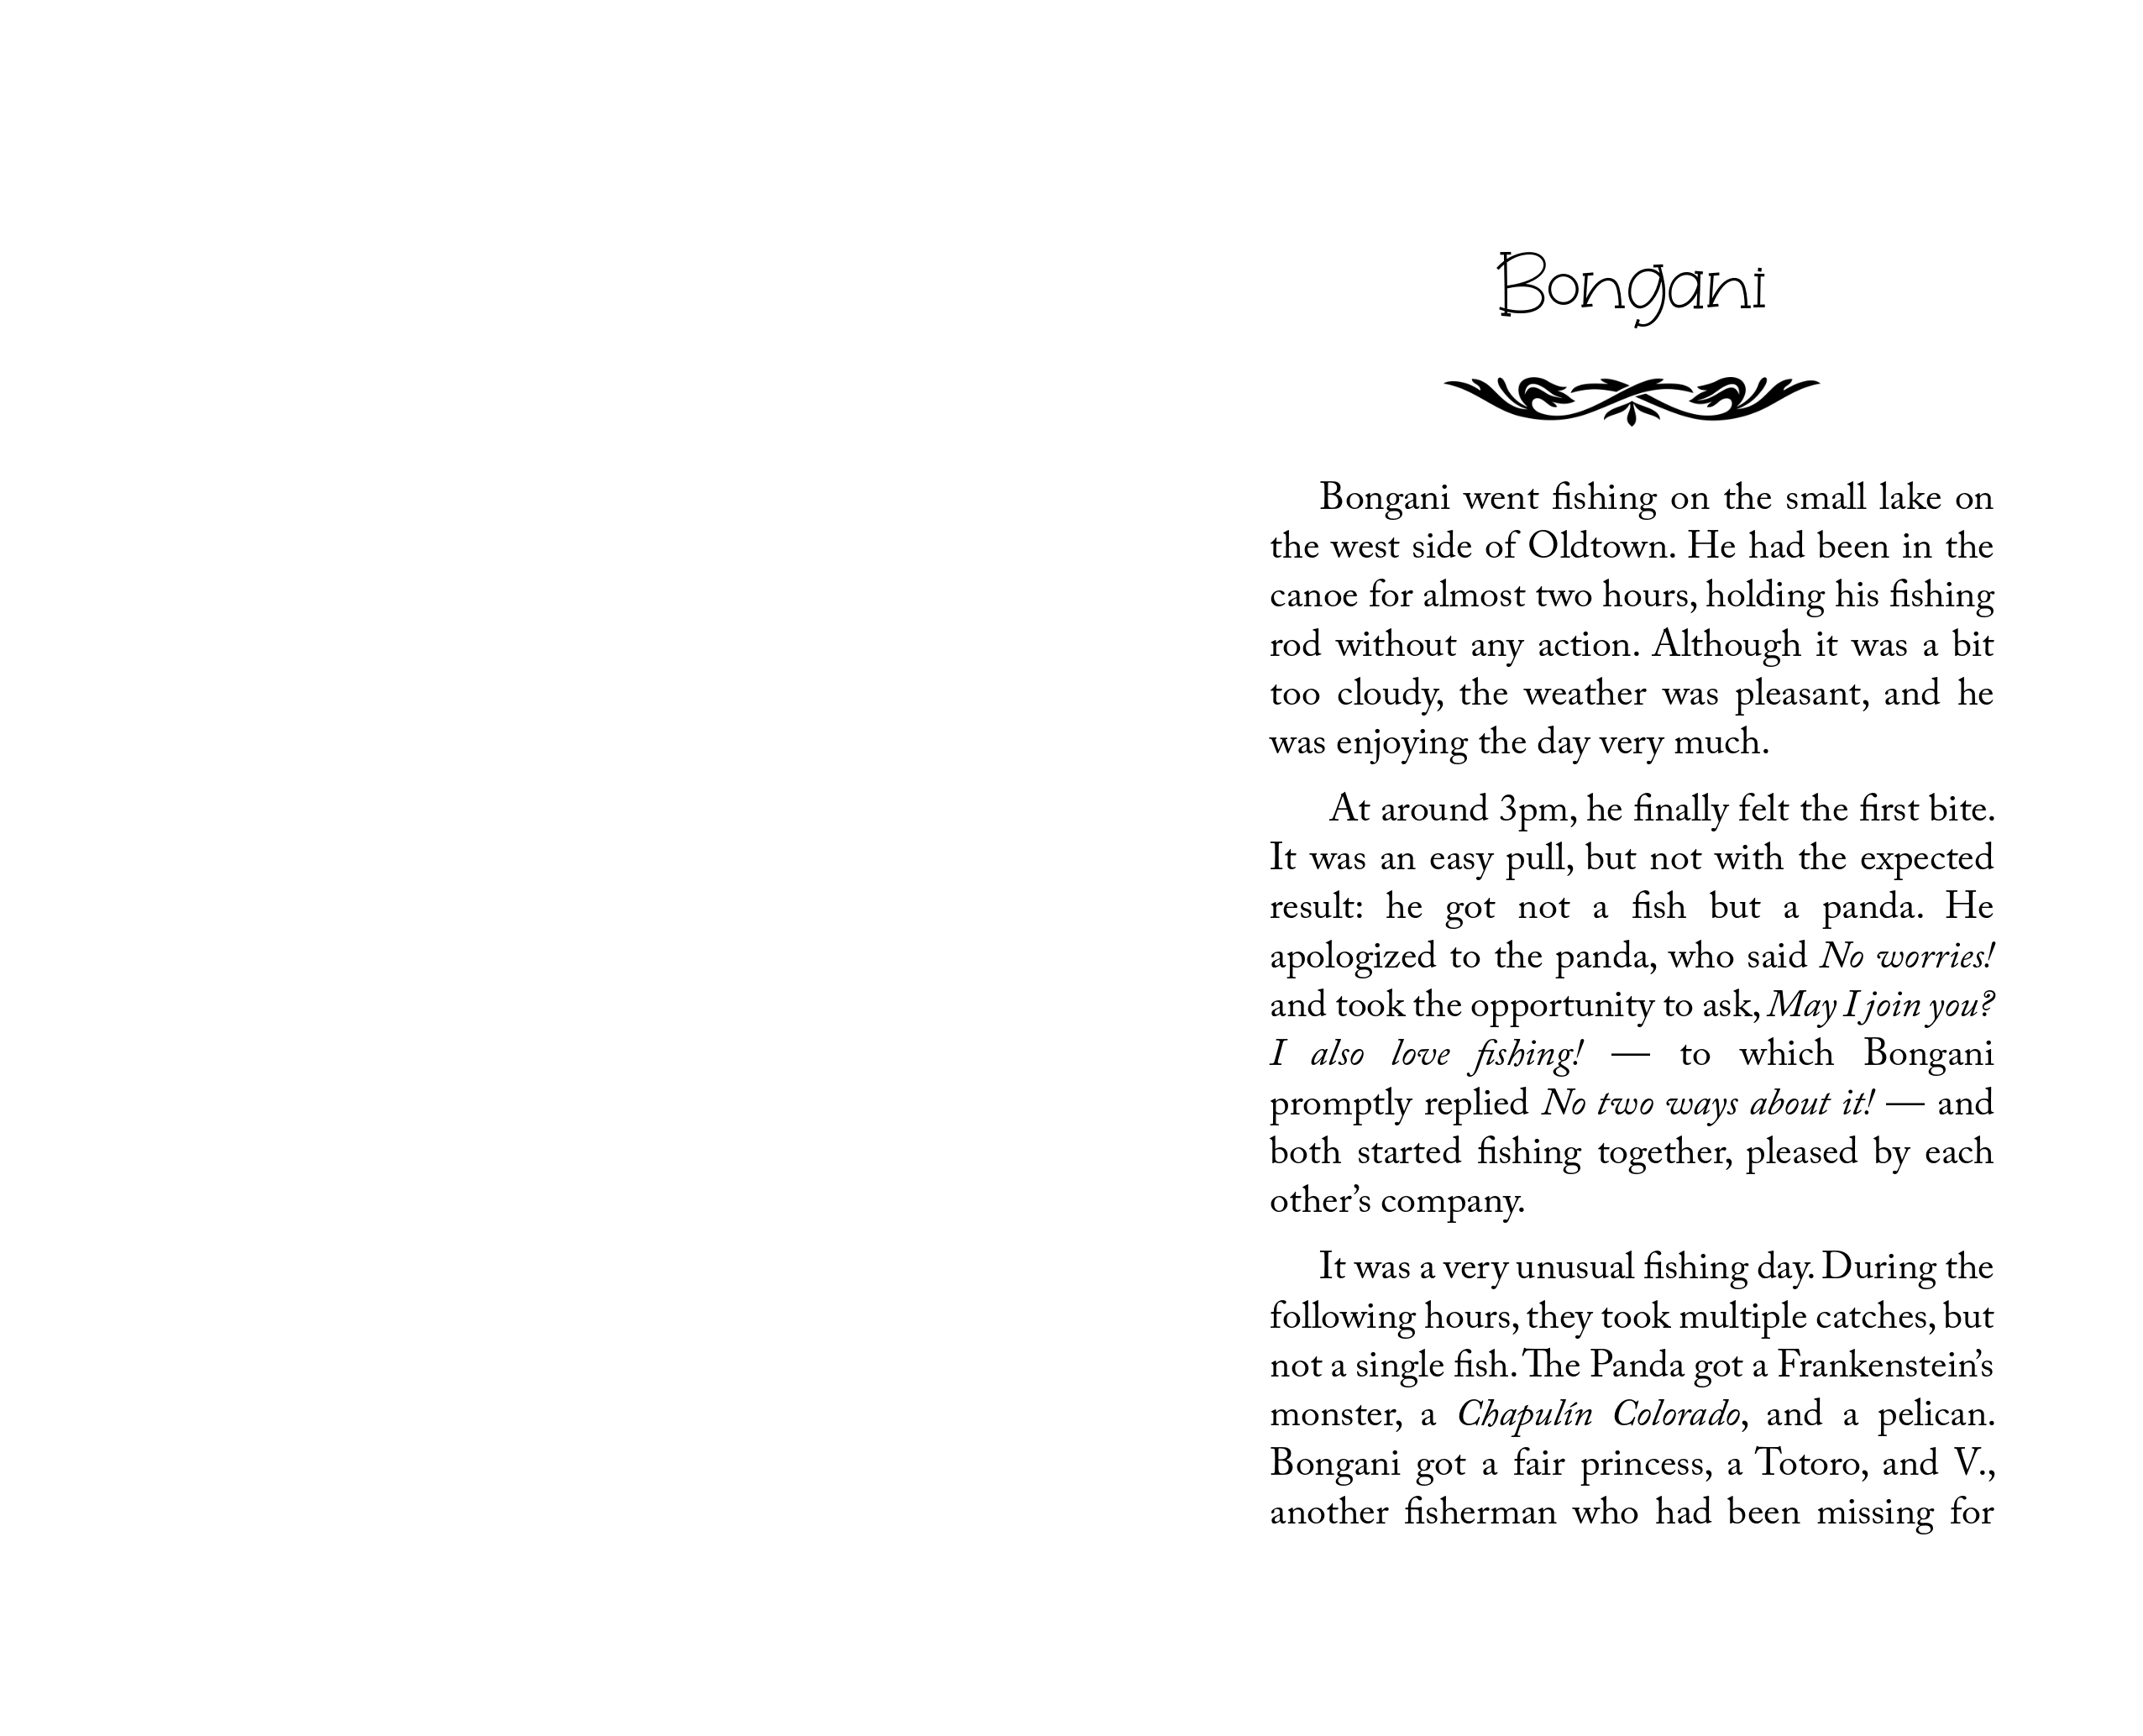 Bongani
Bongani went fishing on the small lake on
the west side of Oldtown. He had been in the
canoe for almost two hours, holding his fishing
rod without any action. Although it was a bit
too cloudy, the weather was pleasant, and he
was enjoying the day very much.
At around 3pm, he finally felt the first bite.
It was an easy pull, but not with the expected
result: he got not a fish but a panda. He
apologized to the panda, who said No worries!
and took the opportunity to ask, May I join you?
I also love fishing! — to which Bongani
promptly replied No two ways about it! — and
both started fishing together, pleased by each
other’s company.
It was a very unusual fishing day. During the
following hours, they took multiple catches, but
not a single fish. The Panda got a Frankenstein’s
monster, a Chapulín Colorado, and a pelican.
Bongani got a fair princess, a Totoro, and V.,
another fisherman who had been missing for